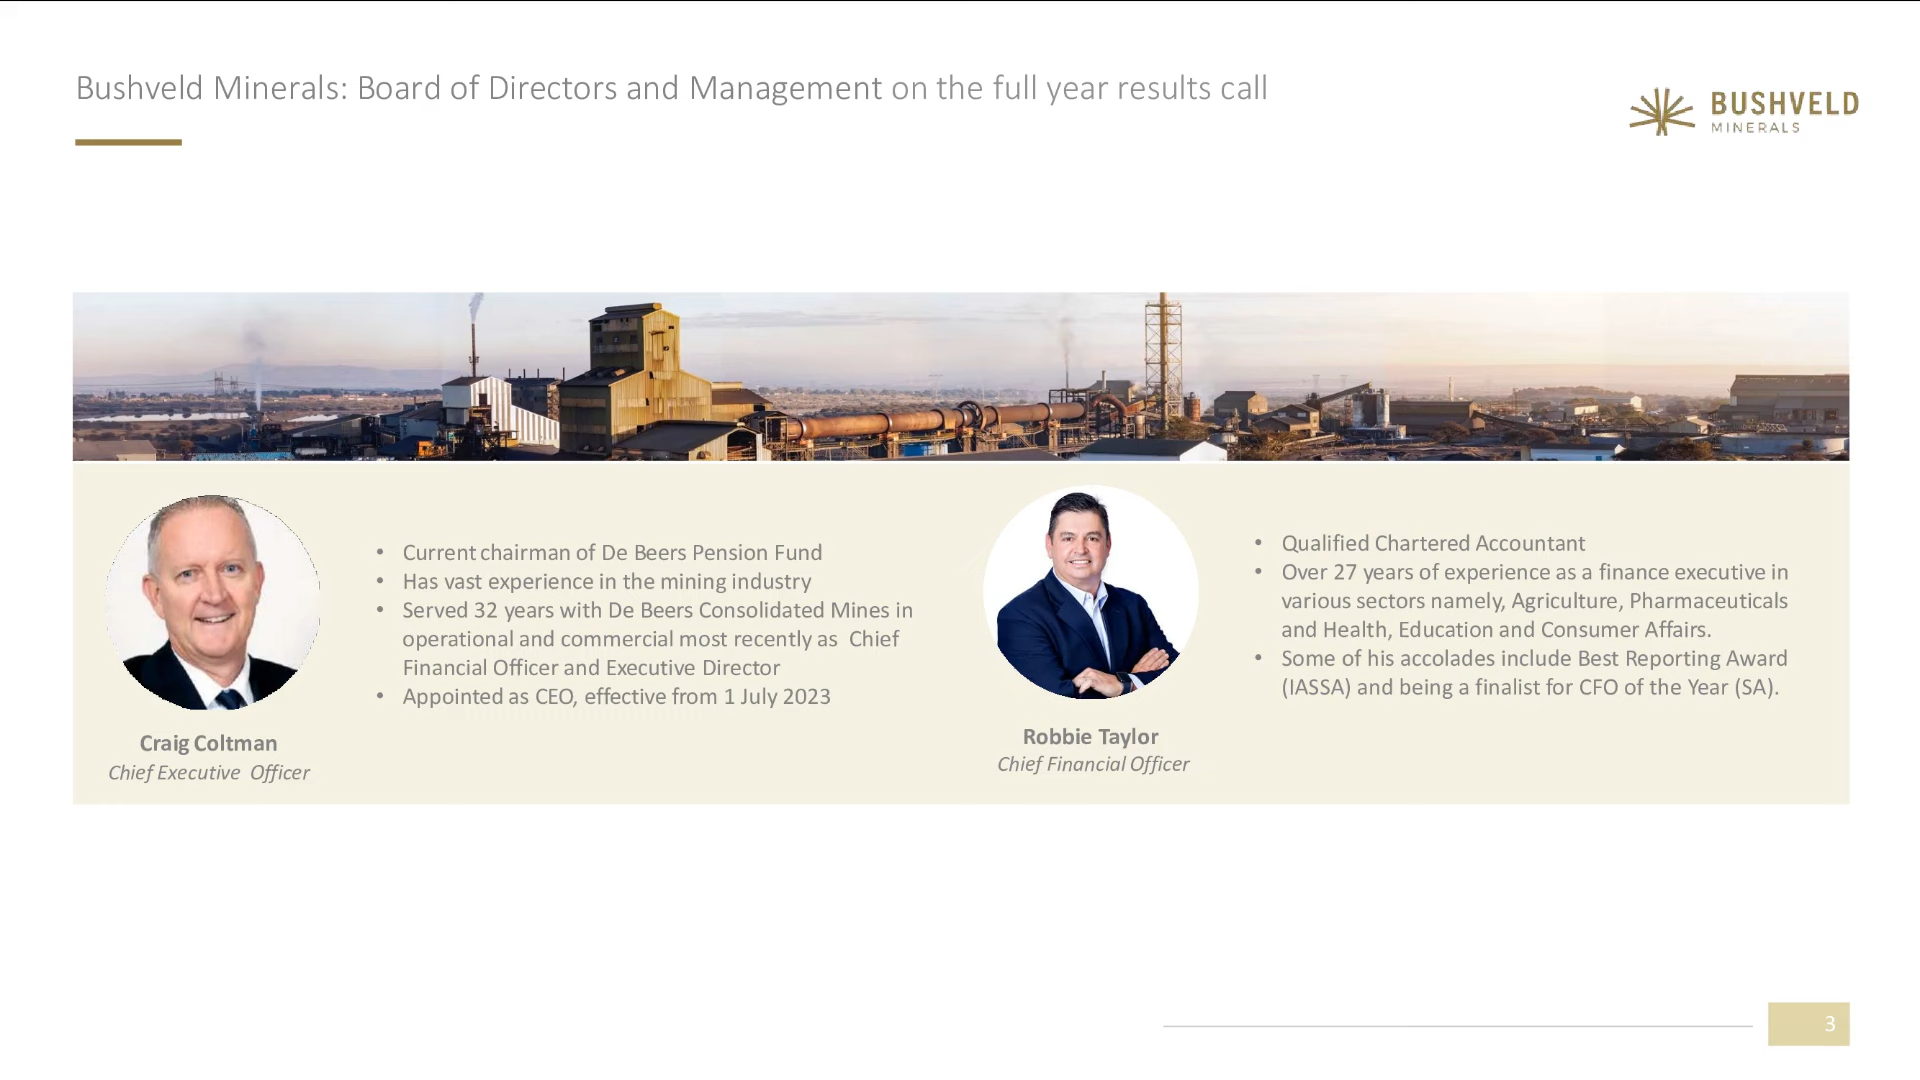 Bushveld Minerals: Board of Directors and Management on the full year results call
BUSHVELD
MINERALS
• Current chairman of De Beers Pension Fund
• Has vast experience in the mining industry
• Served 32 years with De Beers Consolidated Mines in
operational and commercial most recently as Chief
Financial Officer and Executive Director
• Appointed as CEO, effective from 1 July 2023
Craig Coltman
Chief Executive Officer
• Qualified Chartered Accountant
• Over 27 years of experience as a finance executive in
various sectors namely, Agriculture, Pharmaceuticals
and Health, Education and Consumer Affairs.
• Some of his accolades include Best Reporting Award
(IASSA) and being a finalist for CFO of the Year (SA).
Robbie Taylor
Chief Financial Officer
3